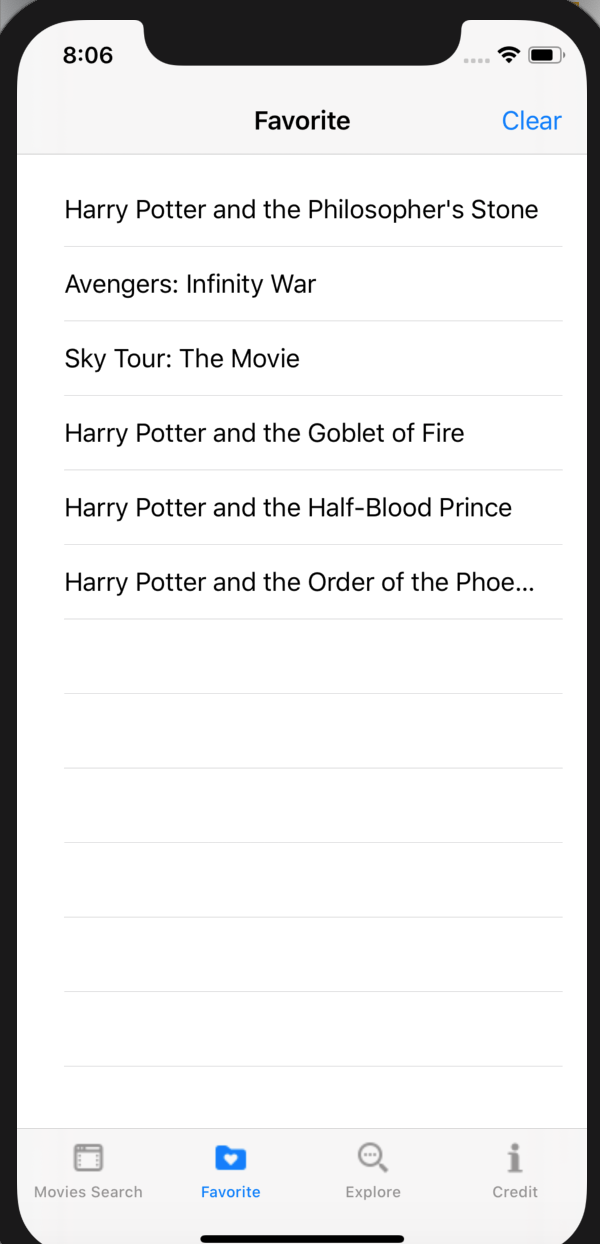 8:06
Favorite
Clear
Harry Potter and the Philosopher's Stone
Avengers: Infinity War
Sky Tour: The Movie
Harry Potter and the Goblet of Fire
Harry Potter and the Half-Blood Prince
Harry Potter and the Order of the Phoe...
Movies Search
Favorite
Explore
Credit